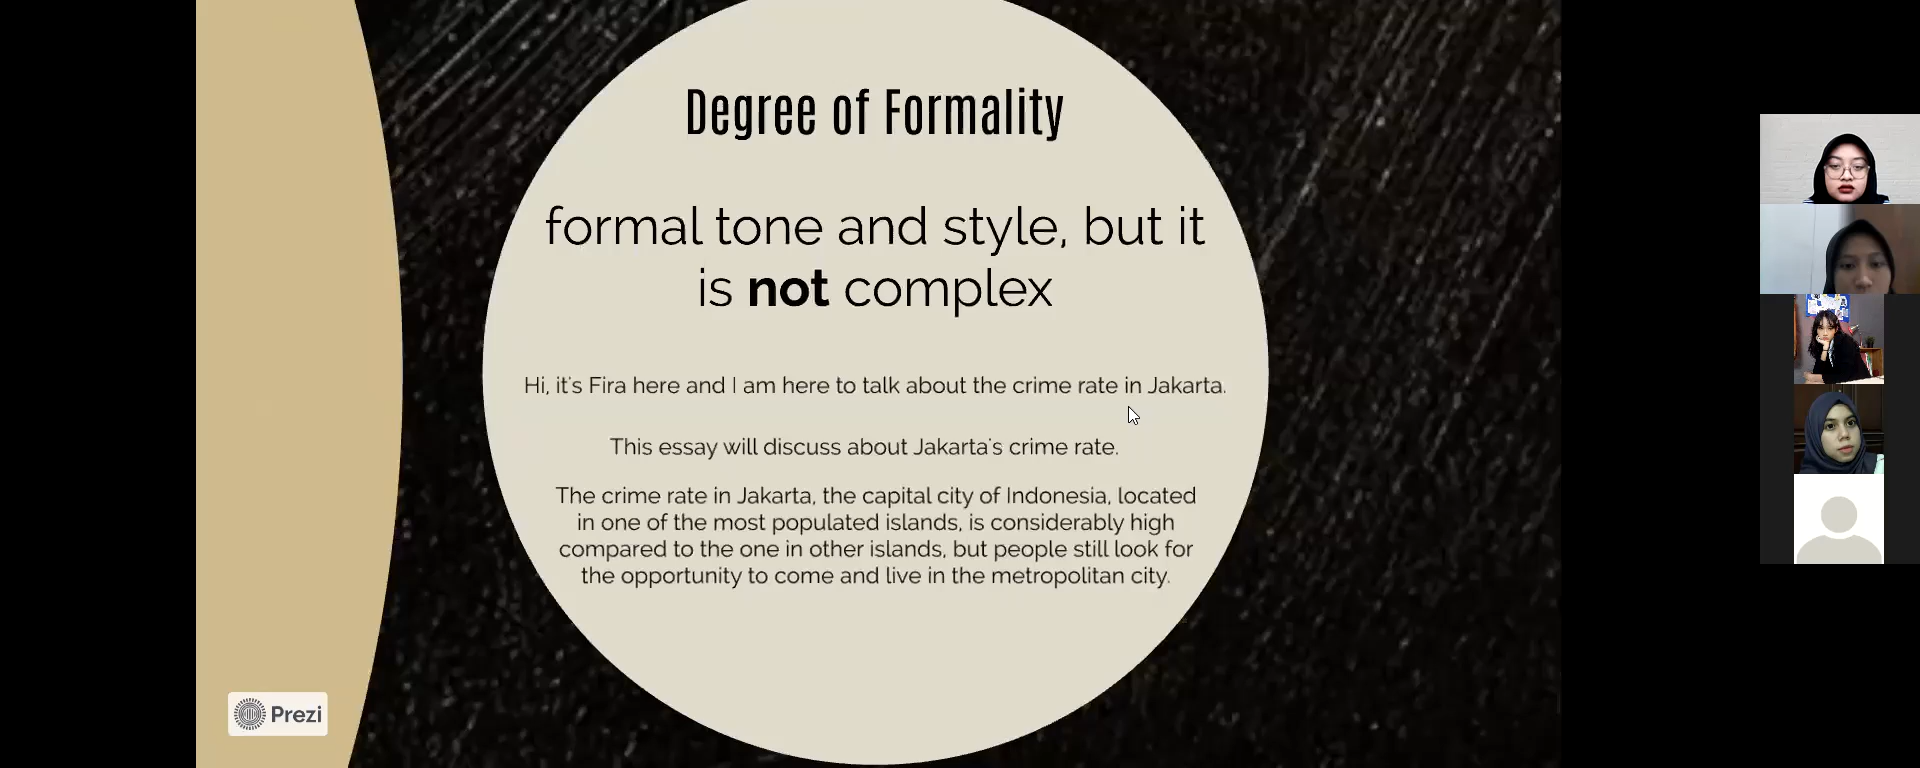 Degree of Formality
formal tone and style, but it
is not complex
Hi, it's Fira here and I am here to talk about the crime rate in Jakarta.
This essay will discuss about Jakarta's crime rate.
The crime rate in Jakarta, the capital city of Indonesia, located
in one of the most populated islands, is considerably high
compared to the one in other islands, but people still look for
the opportunity to come and live in the metropolitan city.
Prezi